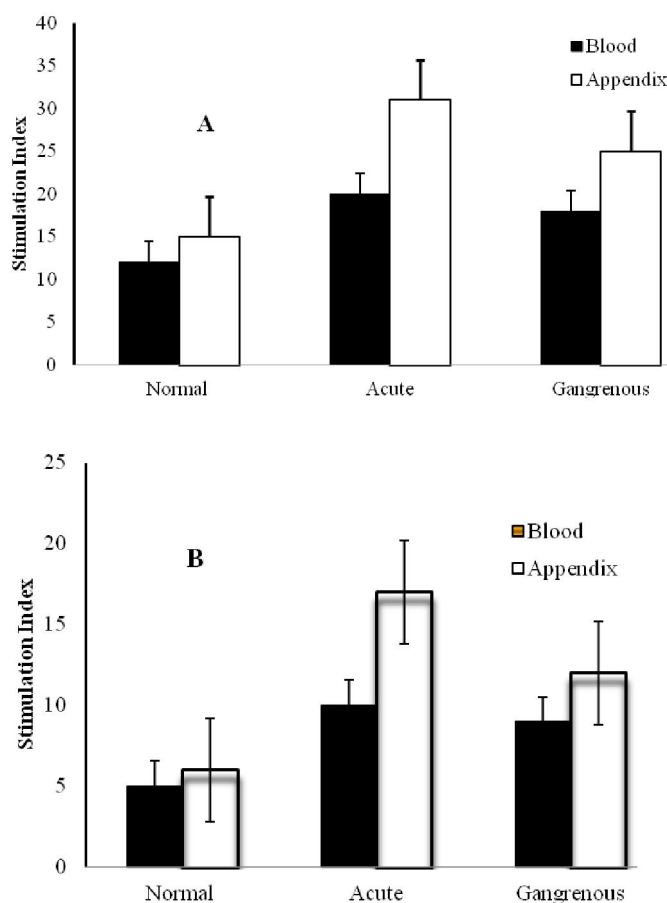 40
35
30
25
20
15
10
5
0
Stimulation Index
A
Blood
Appendix
Normal Acute Gangrenous
25
20
15
10
5
0
Stimulation Index
B
Blood
Appendix
Normal Acute Gangrenous